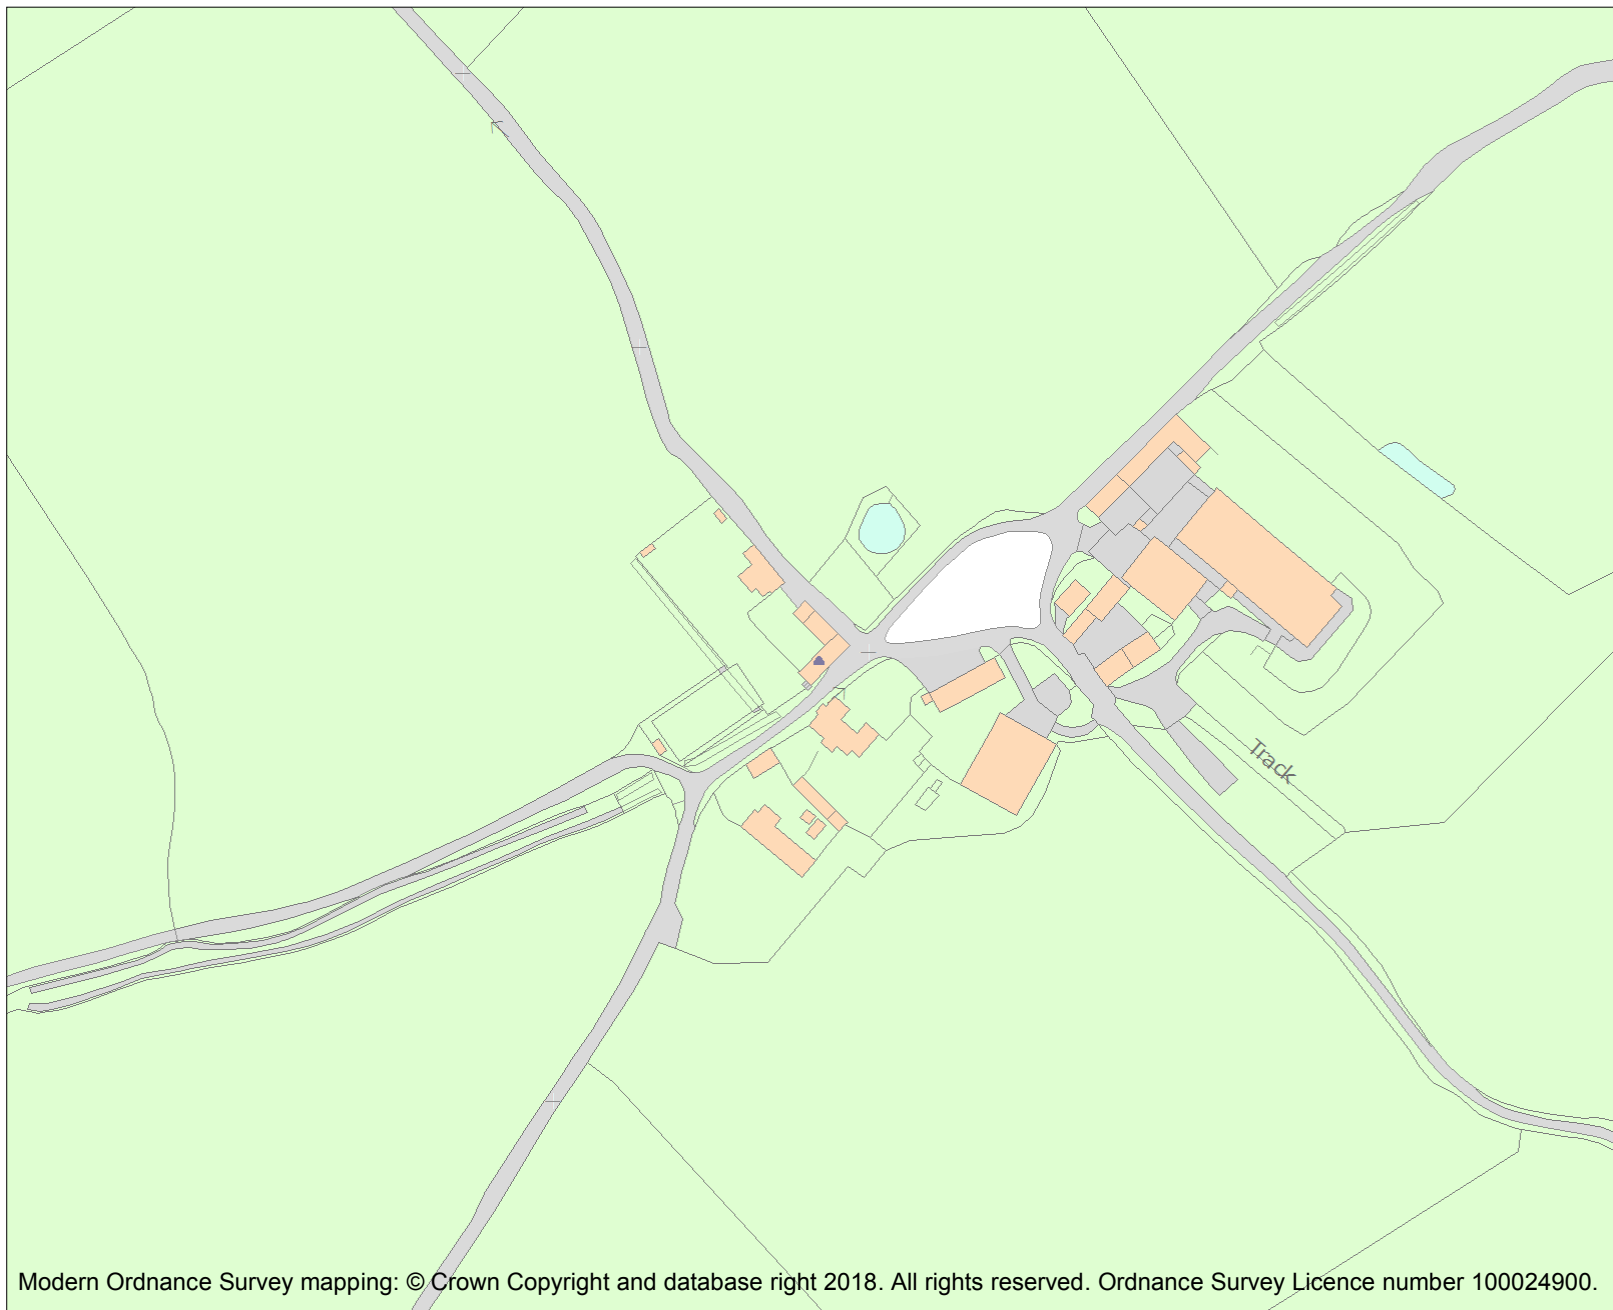 Track
Modern Ordnance Survey mapping: © Crown Copyright and database right 2018. All rights reserved. Ordnance Survey Licence number 100024900.